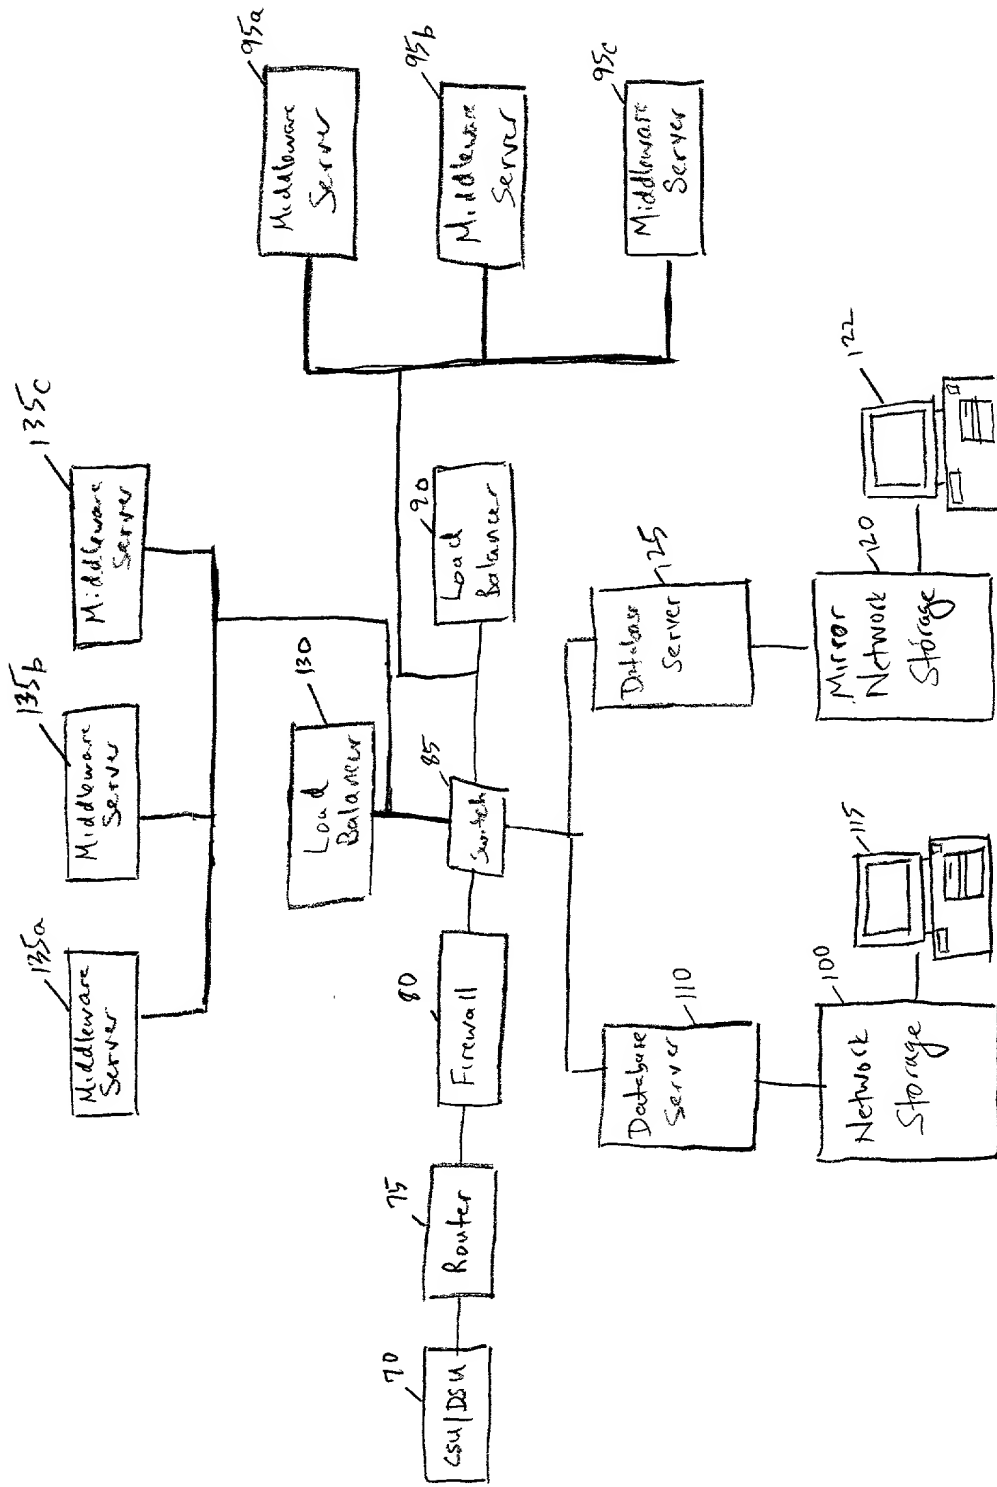 135a
Middleware
Server
135b
Middleware
Server
135c
Middleware
Server
95a
Middleware
Server
95b
Middleware
Server
95c
Middleware
Server
130
Load
Balancer
90
Load
Balancer
70
CSU/DSU
75
Router
80
Firewall
85
Switch
110
Database
Server
125
Database
Server
100
Network
Storage
115
120
Mirror
Network
Storage
122